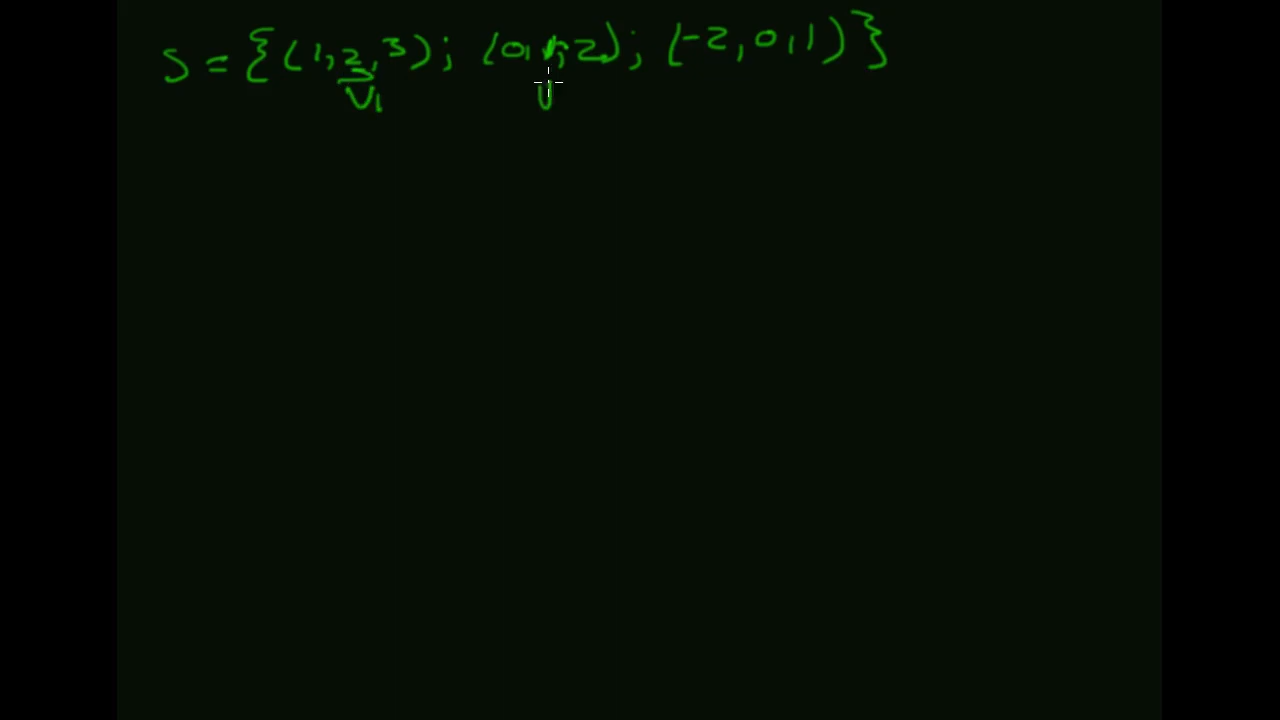 S = {(1,2,3); (0,1,2); (-2,0,1)}
V₁ V